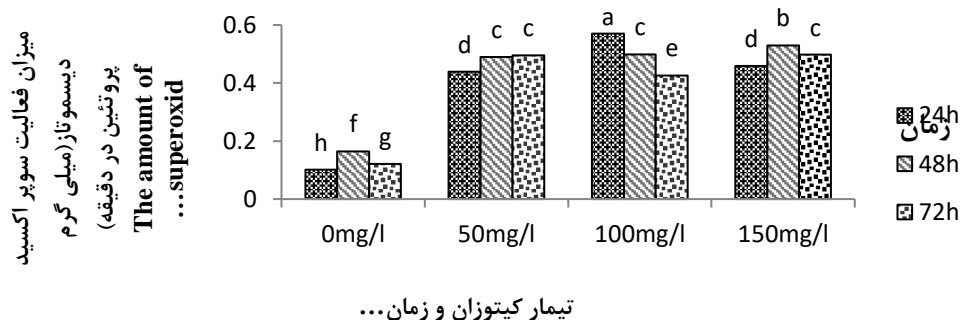 میزان فعالیت سوپر اکسید
دیسموتاز(میلی گرم
پروتئین در دقیقه)
The amount of
superoxid...
0.6
0.4
0.2
0
h f g
d c c
a c e
d b c
0mg/l 50mg/l 100mg/l 150mg/l
زمان
24h
48h
72h
تیمار کیتوزان و زمان...